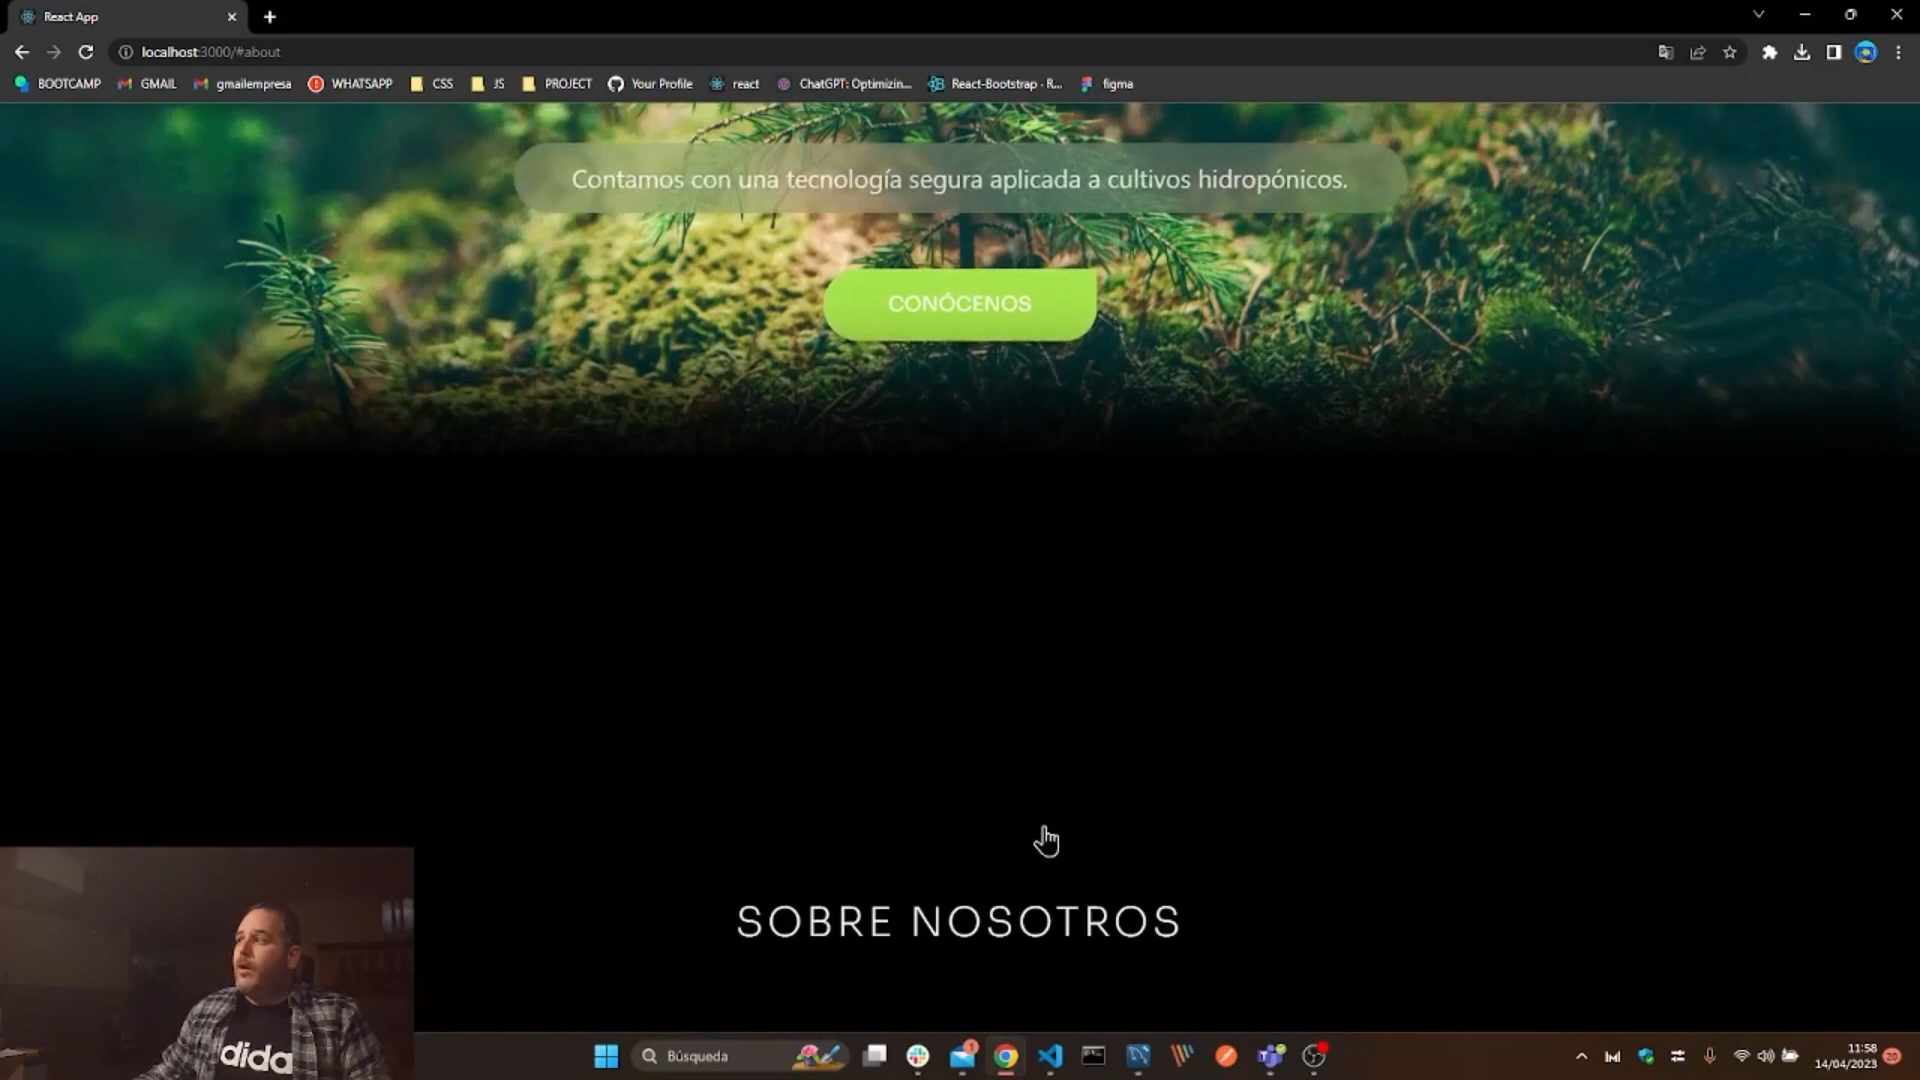 React App
localhost:3000/#about
BOOTCAMP GMAIL gmailempresa WHATSAPP CSS JS PROJECT Your Profile react ChatGPT: Optimizin... React-Bootstrap · R... figma
Contamos con una tecnología segura aplicada a cultivos hidropónicos.
CONÓCENOS
SOBRE NOSOTROS
dida
Búsqueda
1
11:58
14/04/2023
20